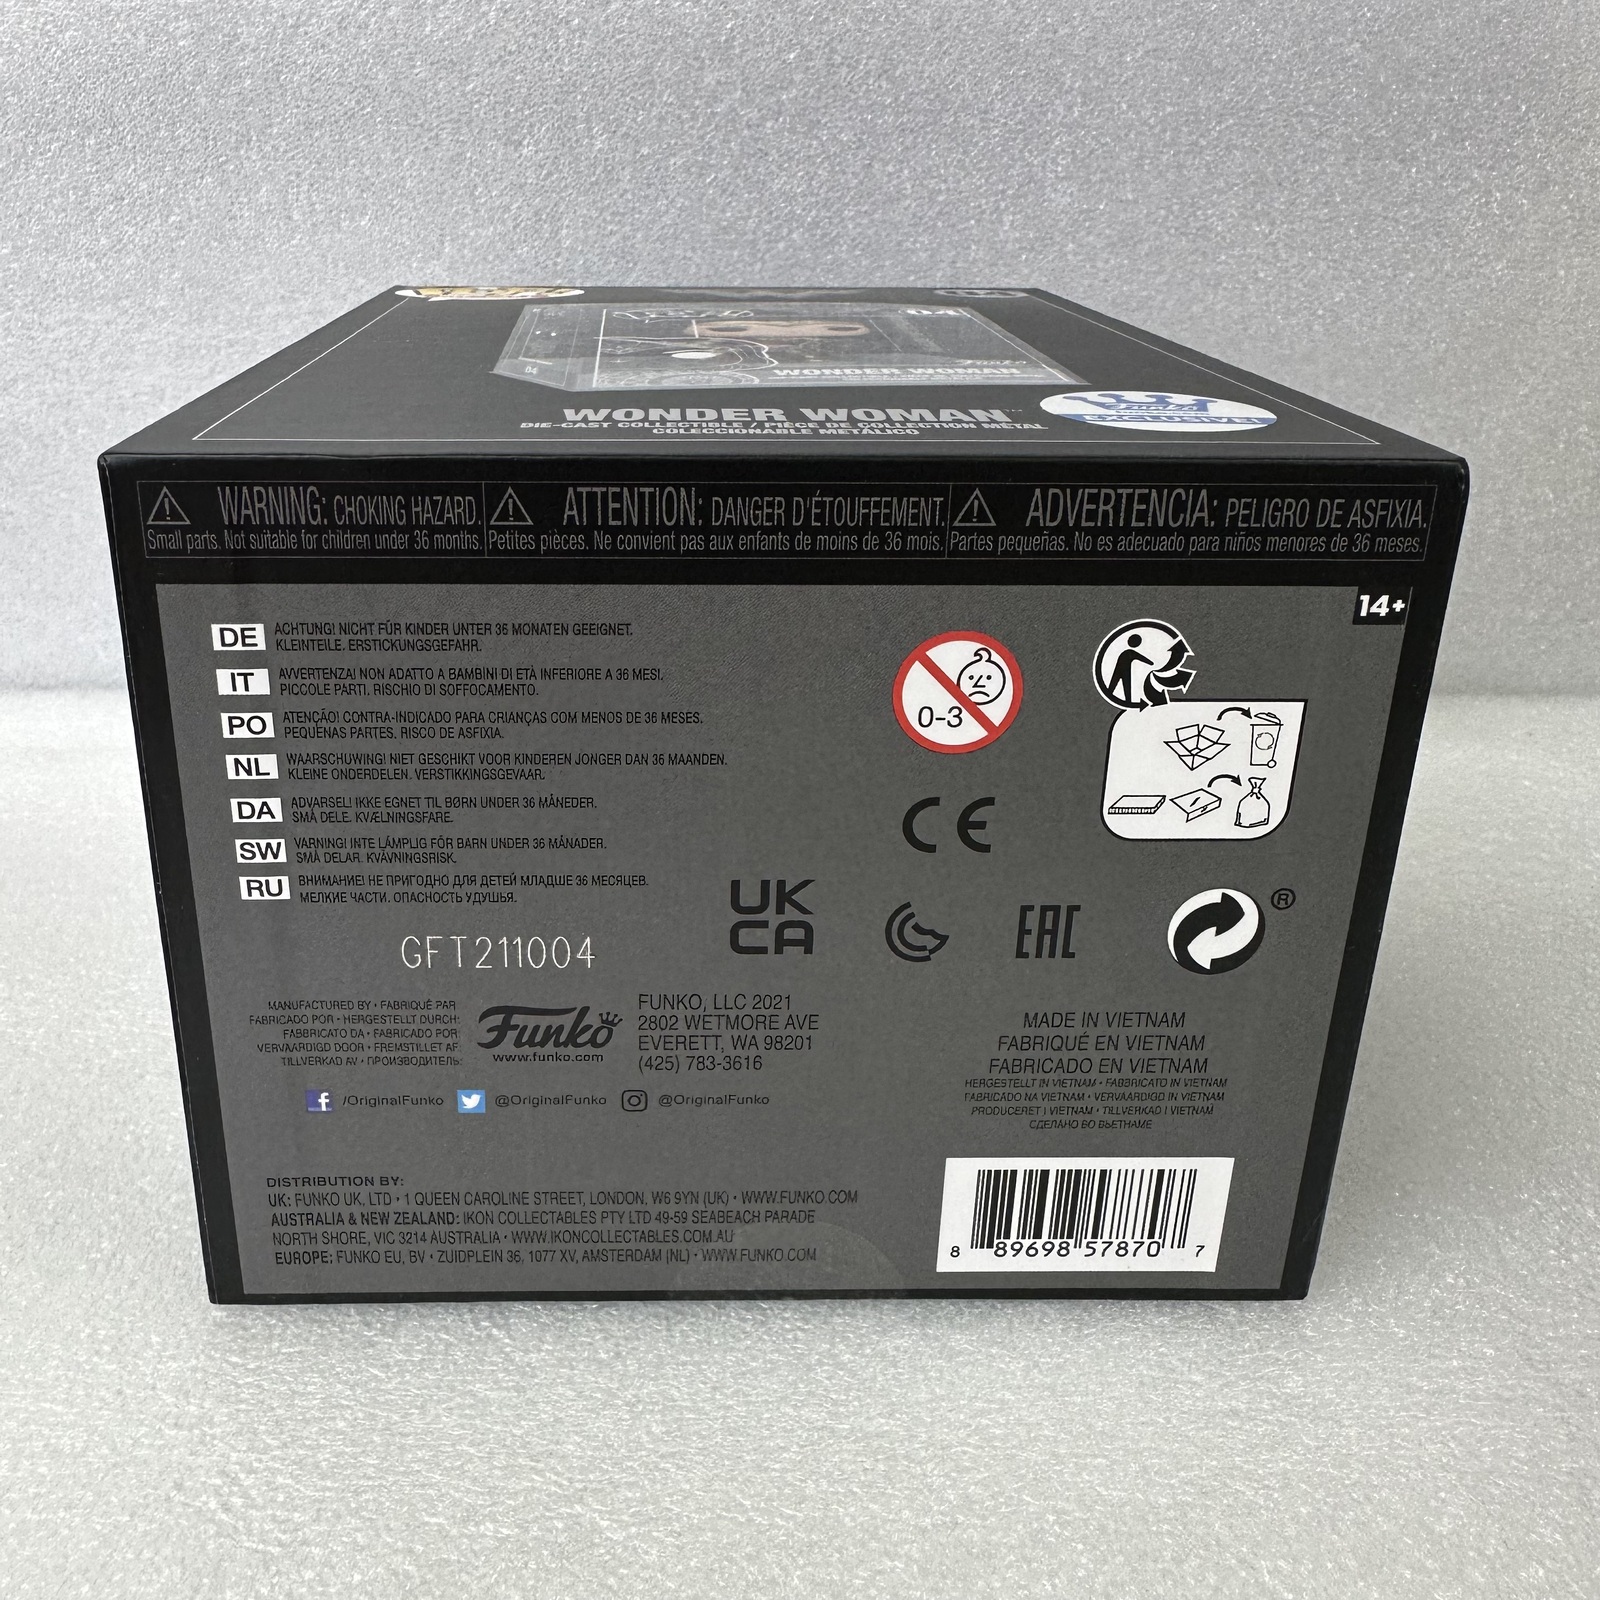 04
04
Funko
WONDER WOMAN
WONDER WOMAN™
Funko
EXCLUSIVE!
DIE-CAST COLLECTIBLE / PIÈCE DE COLLECTION MÉTAL
COLECCIONABLE METÁLICO
WARNING: CHOKING HAZARD.
Small parts. Not suitable for children under 36 months.
ATTENTION: DANGER D'ÉTOUFFEMENT.
Petites pièces. Ne convient pas aux enfants de moins de 36 mois.
ADVERTENCIA: PELIGRO DE ASFIXIA.
Partes pequeñas. No es adecuado para niños menores de 36 meses.
14+
DE ACHTUNG! NICHT FÜR KINDER UNTER 36 MONATEN GEEIGNET.
KLEINTEILE. ERSTICKUNGSGEFAHR.
IT AVVERTENZA! NON ADATTO A BAMBINI DI ETÀ INFERIORE A 36 MESI.
PICCOLE PARTI. RISCHIO DI SOFFOCAMENTO.
PO ATENÇÃO! CONTRA-INDICADO PARA CRIANÇAS COM MENOS DE 36 MESES.
PEQUENAS PARTES. RISCO DE ASFIXIA.
NL WAARSCHUWING! NIET GESCHIKT VOOR KINDEREN JONGER DAN 36 MAANDEN.
KLEINE ONDERDELEN. VERSTIKKINGSGEVAAR.
DA ADVARSEL! IKKE EGNET TIL BØRN UNDER 36 MÅNEDER.
SMÅ DELE. KVÆLNINGSFARE.
SW VARNING! INTE LÄMPLIG FÖR BARN UNDER 36 MÅNADER.
SMÅ DELAR. KVÄVNINGSRISK.
RU ВНИМАНИЕ! НЕ ПРИГОДНО ДЛЯ ДЕТЕЙ МЛАДШЕ 36 МЕСЯЦЕВ.
МЕЛКИЕ ЧАСТИ. ОПАСНОСТЬ УДУШЬЯ.
0-3
CE
UK
CA
EAC
®
GFT211004
MANUFACTURED BY • FABRIQUÉ PAR
FABRICADO POR • HERGESTELLT DURCH:
FABBRICATO DA • FABRICADO POR:
VERVAARDIGD DOOR • FREMSTILLET AF:
TILLVERKAD AV • ПРОИЗВОДИТЕЛЬ:
Funko
www.funko.com
FUNKO, LLC 2021
2802 WETMORE AVE
EVERETT, WA 98201
(425) 783-3616
MADE IN VIETNAM
FABRIQUÉ EN VIETNAM
FABRICADO EN VIETNAM
HERGESTELLT IN VIETNAM • FABBRICATO IN VIETNAM
FABRICADO NA VIETNAM • VERVAARDIGD IN VIETNAM
PRODUCERET I VIETNAM • TILLVERKAD I VIETNAM
СДЕЛАНО ВО ВЬЕТНАМЕ
/OriginalFunko @OriginalFunko @OriginalFunko
DISTRIBUTION BY:
UK: FUNKO UK, LTD • 1 QUEEN CAROLINE STREET, LONDON, W6 9YN (UK) • WWW.FUNKO.COM
AUSTRALIA & NEW ZEALAND: IKON COLLECTABLES PTY LTD 49-59 SEABEACH PARADE
NORTH SHORE, VIC 3214 AUSTRALIA • WWW.IKONCOLLECTABLES.COM.AU
EUROPE: FUNKO EU, BV • ZUIDPLEIN 36, 1077 XV, AMSTERDAM (NL) • WWW.FUNKO.COM
8 89698 57870 7